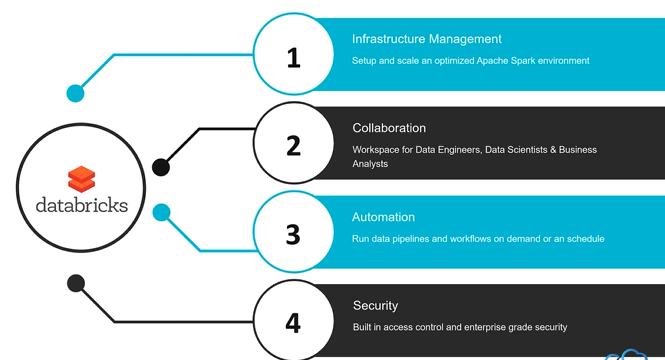 databricks
1
Infrastructure Management
Setup and scale an optimized Apache Spark environment
2
Collaboration
Workspace for Data Engineers, Data Scientists & Business
Analysts
3
Automation
Run data pipelines and workflows on demand or an schedule
4
Security
Built in access control and enterprise grade security